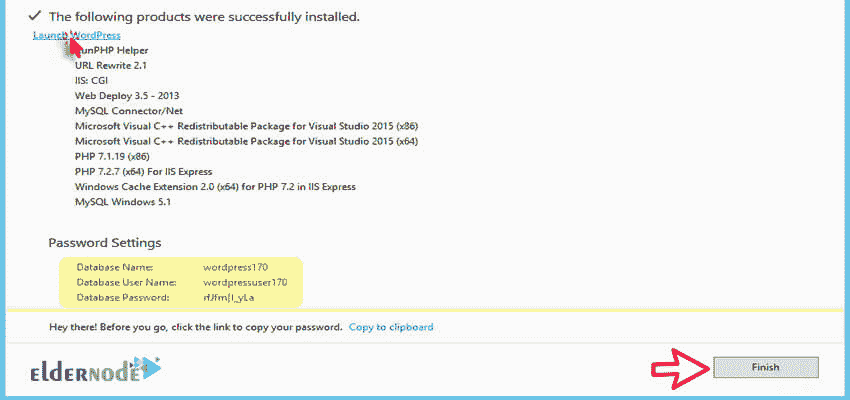 The following products were successfully installed.
Launch WordPress
RunPHP Helper
URL Rewrite 2.1
IIS: CGI
Web Deploy 3.5 - 2013
MySQL Connector/Net
Microsoft Visual C++ Redistributable Package for Visual Studio 2015 (x86)
Microsoft Visual C++ Redistributable Package for Visual Studio 2015 (x64)
PHP 7.1.19 (x86)
PHP 7.2.7 (x64) For IIS Express
Windows Cache Extension 2.0 (x64) for PHP 7.2 in IIS Express
MySQL Windows 5.1
Password Settings
Database Name: wordpress170
Database User Name: wordpressuser170
Database Password:
Hey there! Before you go, click the link to copy your password. Copy to clipboard
elderNode
Finish